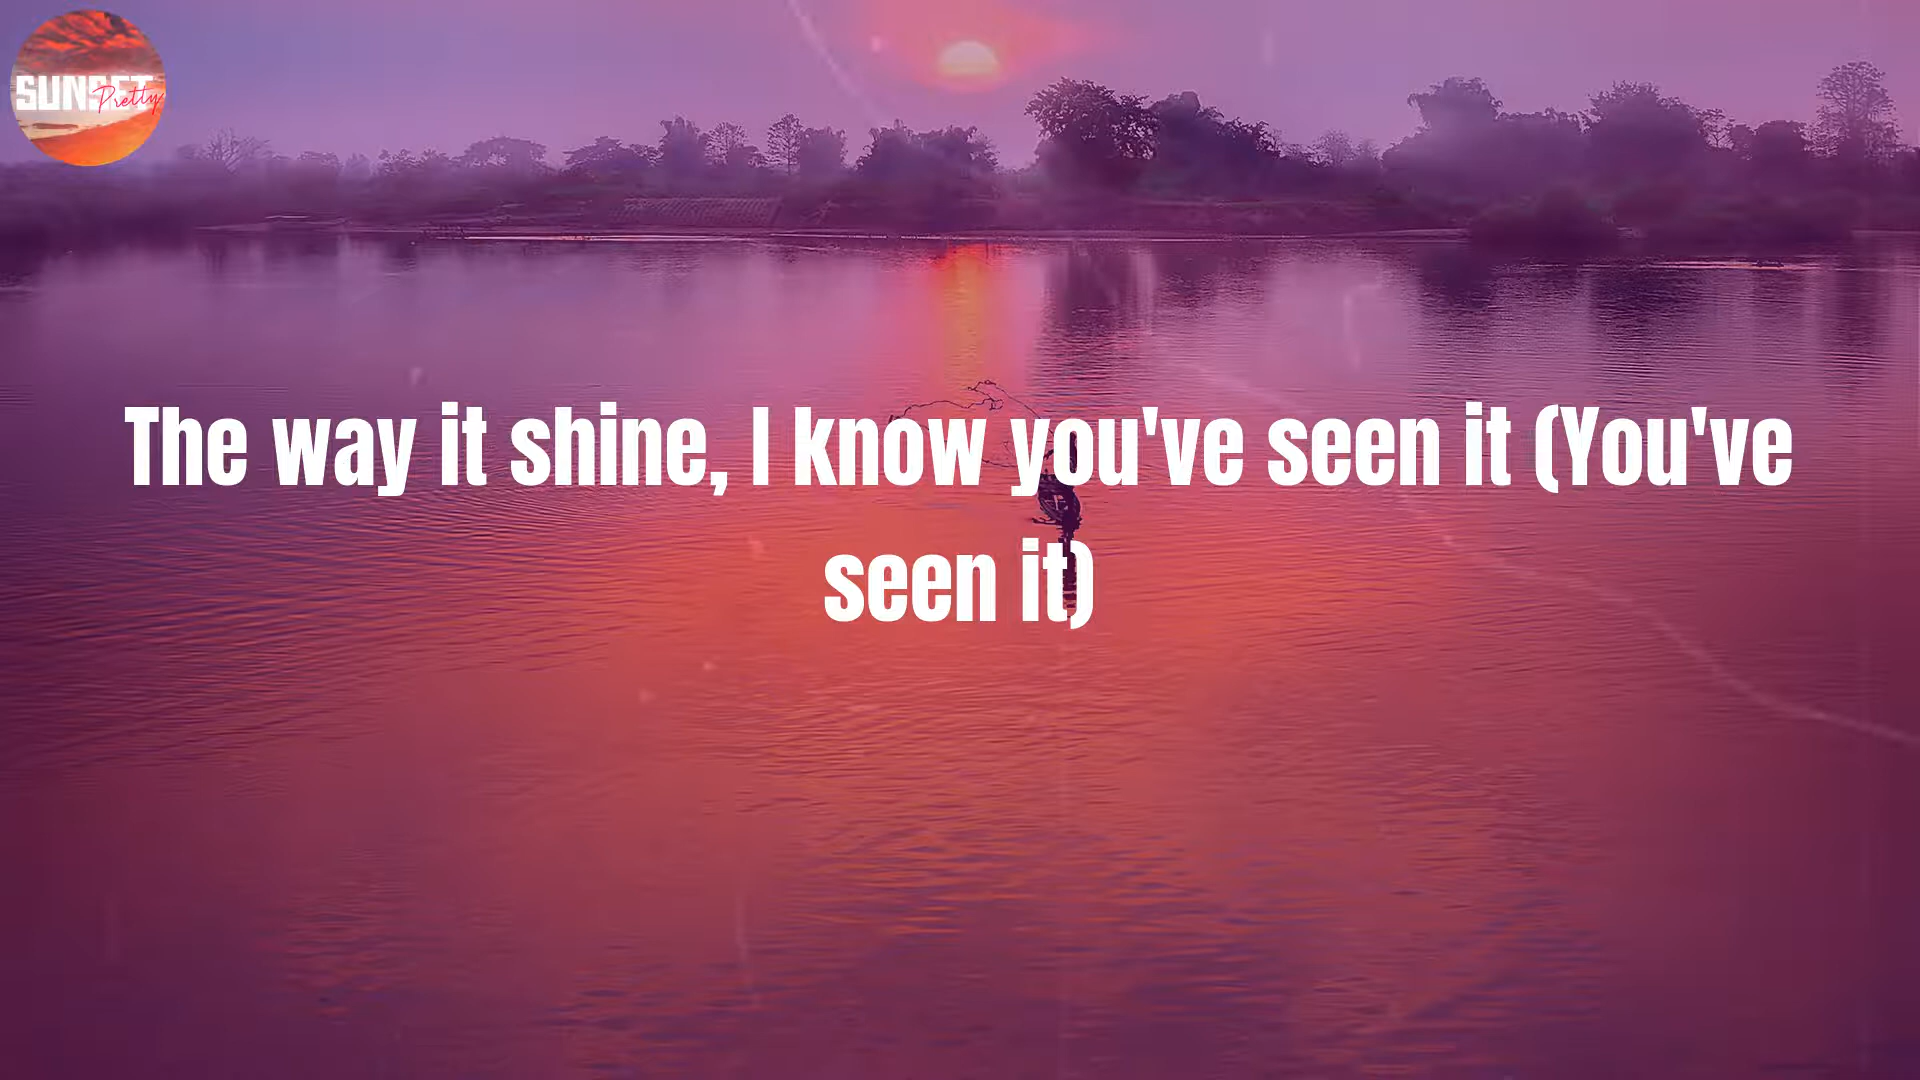 SUNSET
Pretty
The way it shine, I know you've seen it (You've
seen it)